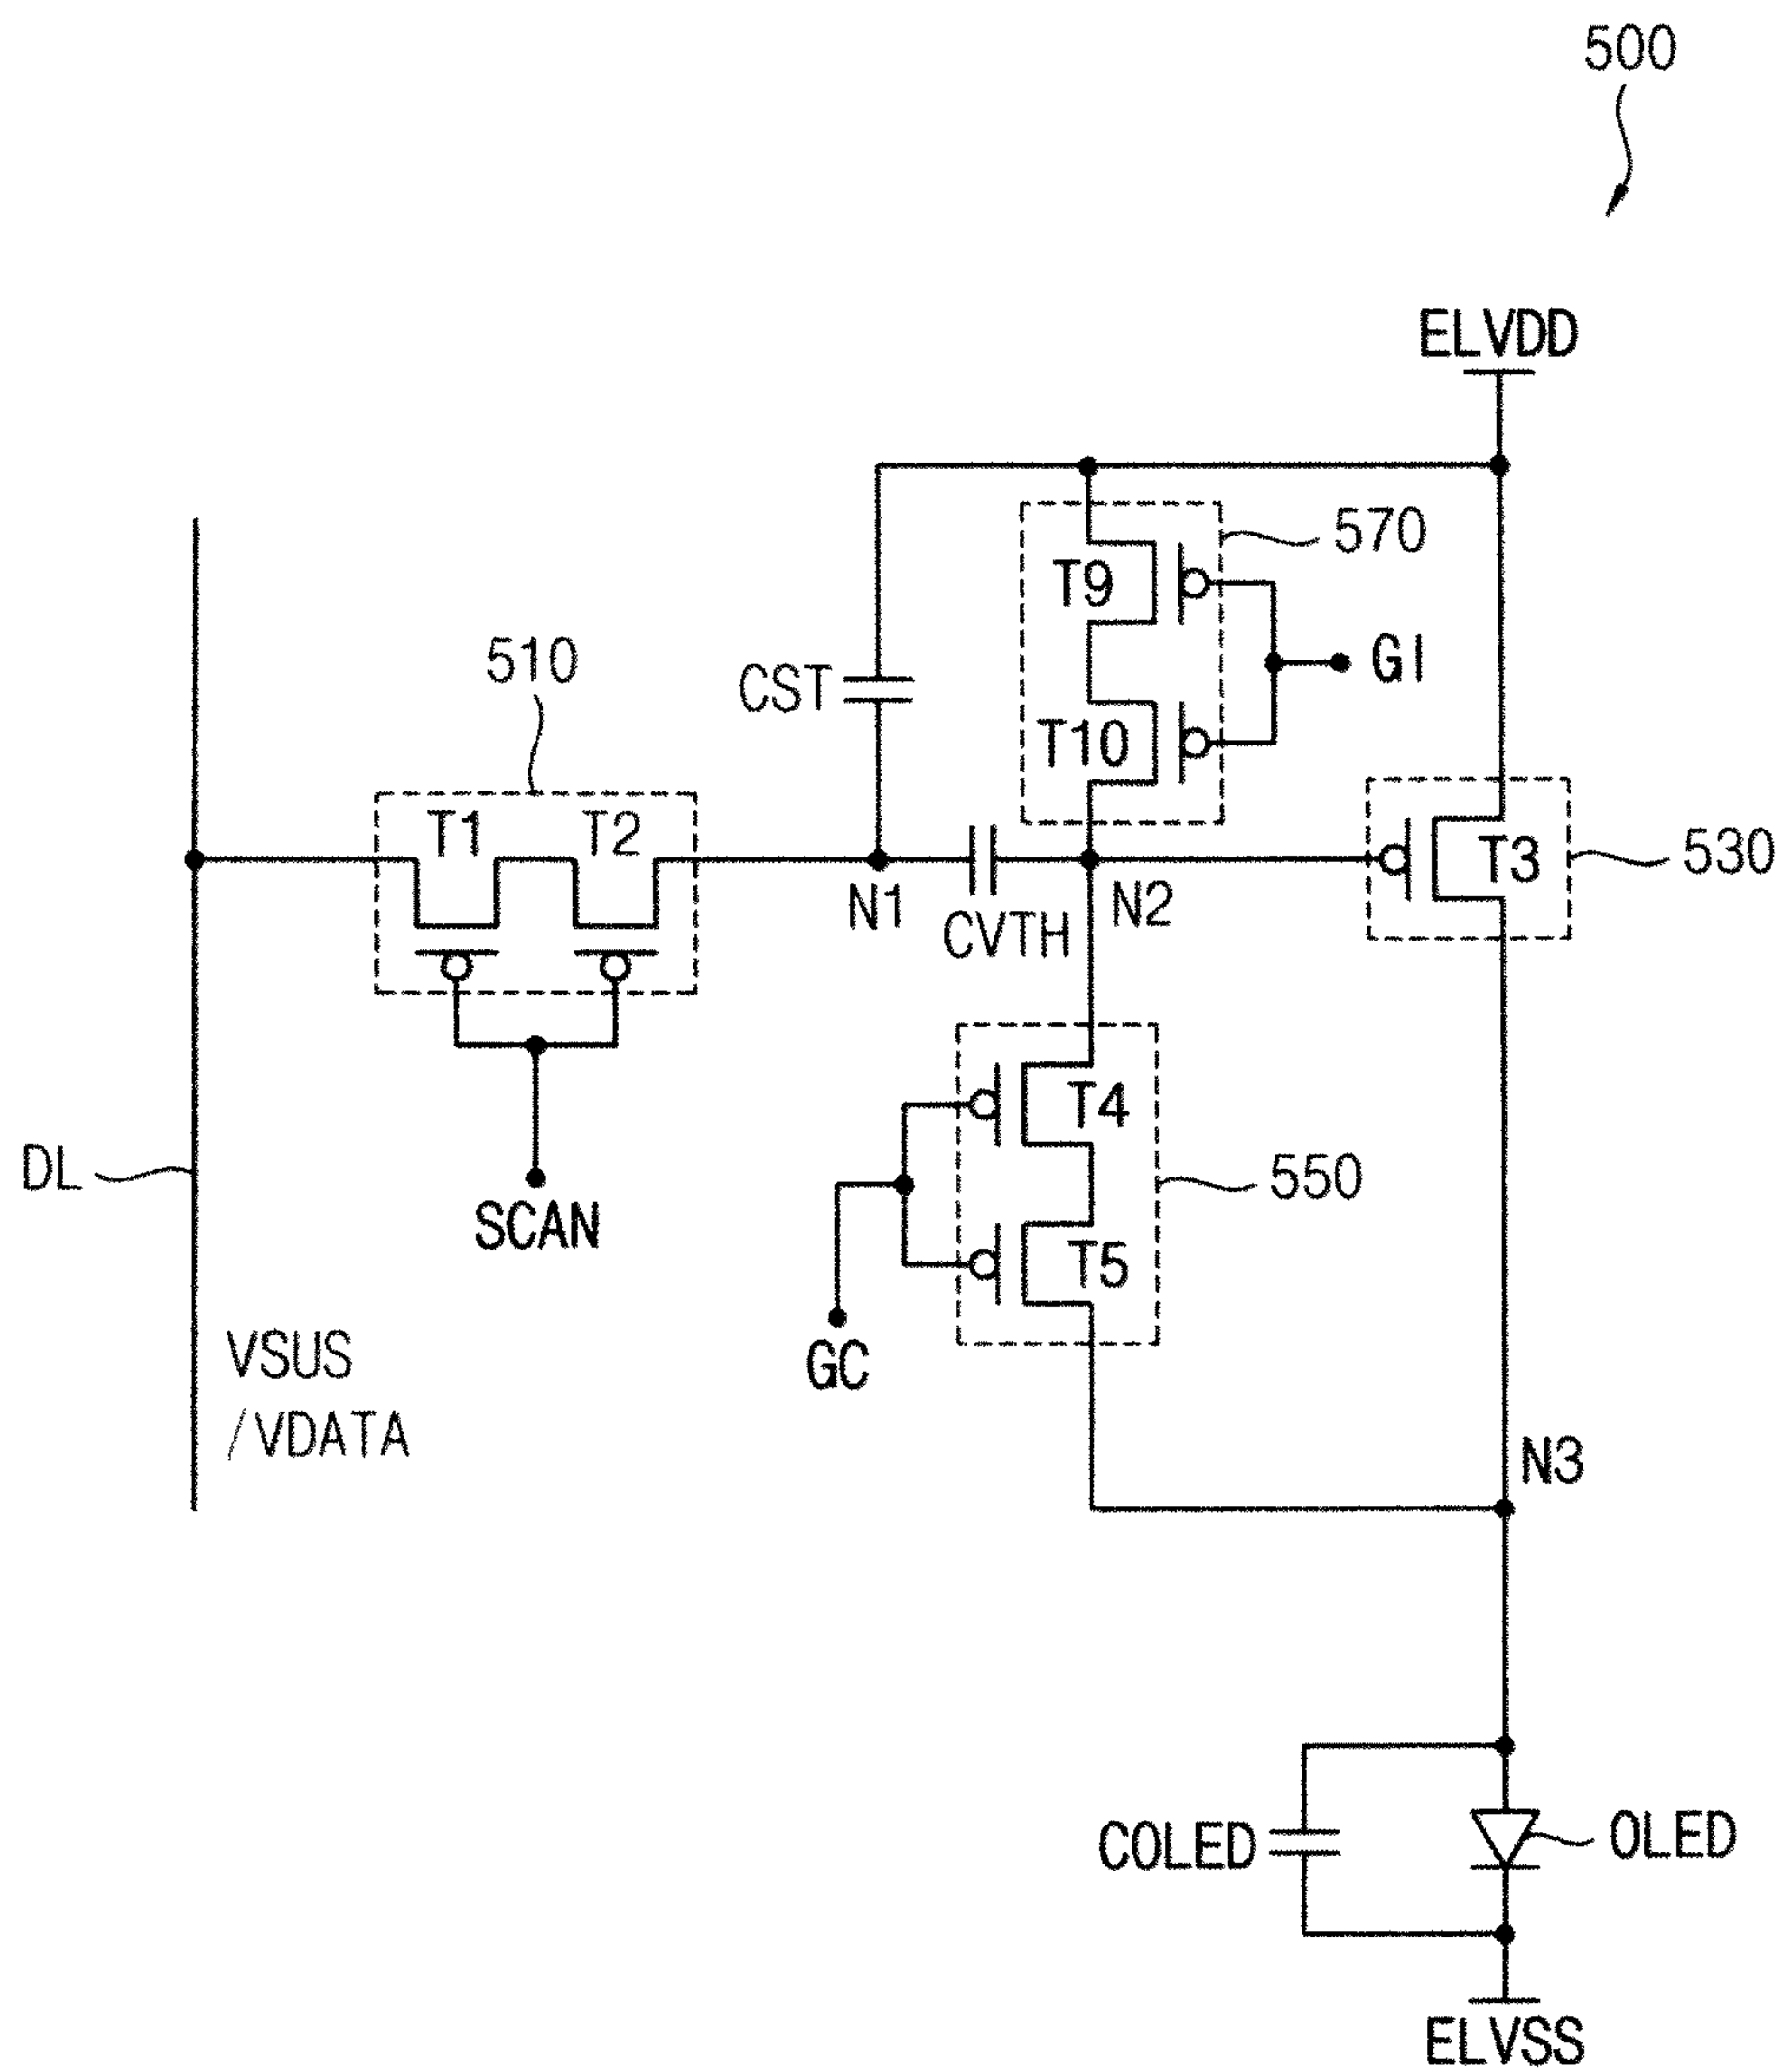 500
ELVDD
570
T9
510
CST
GI
T10
T1
T2
T3
530
N1
N2
CVTH
T4
DL
550
SCAN
T5
VSUS
/VDATA
GC
N3
COLED
OLED
ELVSS